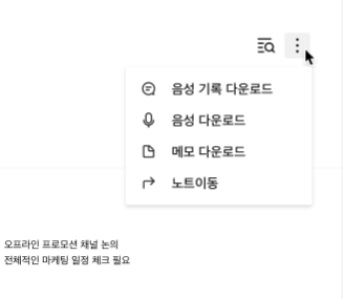 음성 기록 다운로드
음성 다운로드
메모 다운로드
노트이동
오프라인 프로모션 채널 논의
전체적인 마케팅 일정 체크 필요